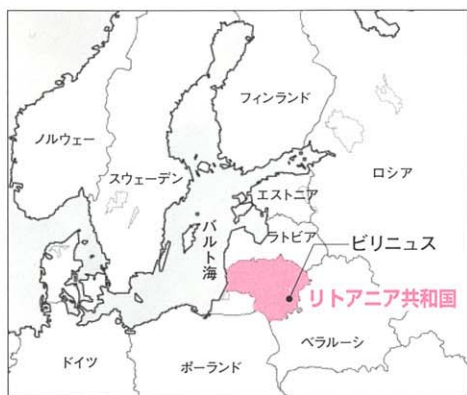 フィンランド
ノルウェー
スウェーデン
ロシア
エストニア
バルト海
ラトビア
ビリニュス
リトアニア共和国
ベラルーシ
ドイツ
ポーランド